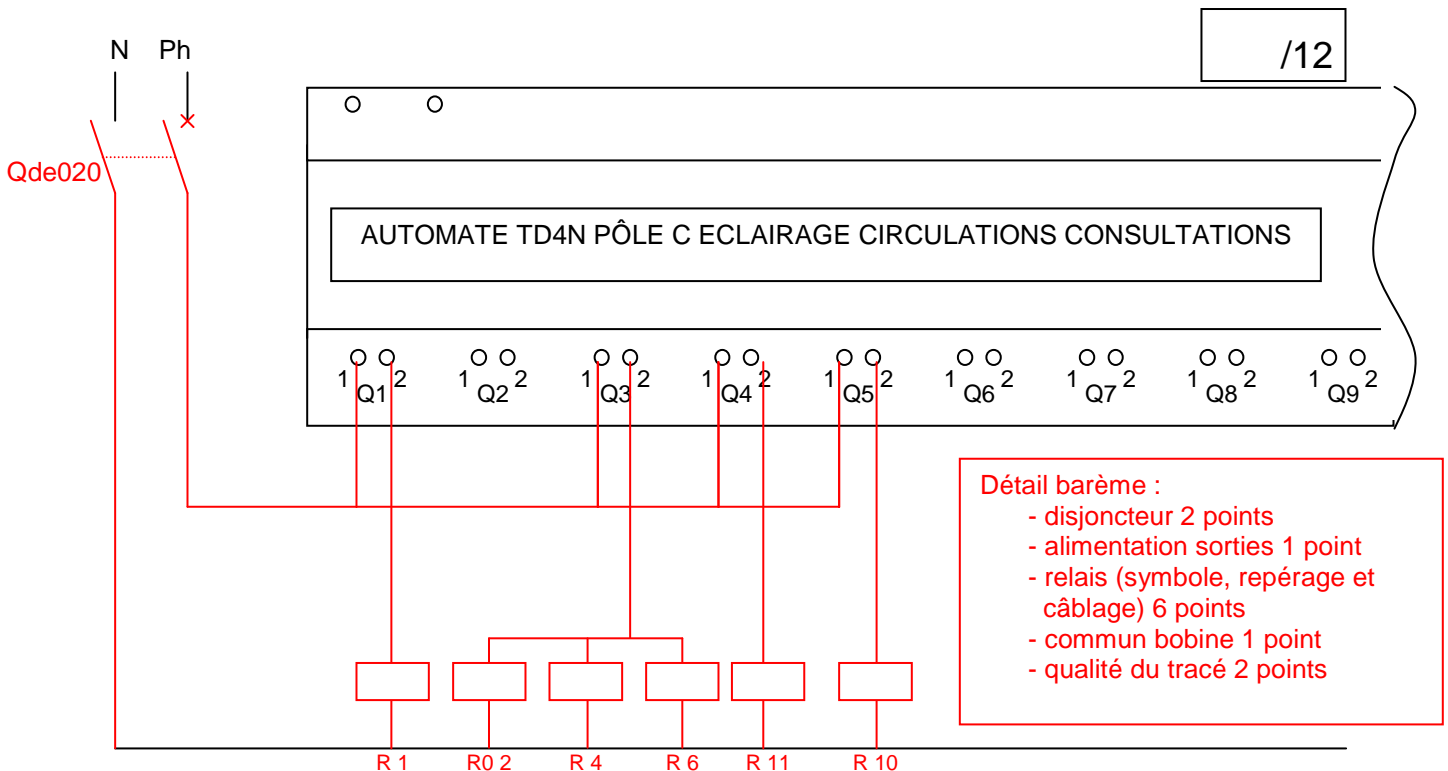 N Ph
/12
Qde020
AUTOMATE TD4N PÔLE C ECLAIRAGE CIRCULATIONS CONSULTATIONS
1 2 1 2 1 2 1 2 1 2 1 2 1 2 1 2 1 2
Q1 Q2 Q3 Q4 Q5 Q6 Q7 Q8 Q9
Détail barème :
- disjoncteur 2 points
- alimentation sorties 1 point
- relais (symbole, repérage et
câblage) 6 points
- commun bobine 1 point
- qualité du tracé 2 points
R 1 R0 2 R 4 R 6 R 11 R 10